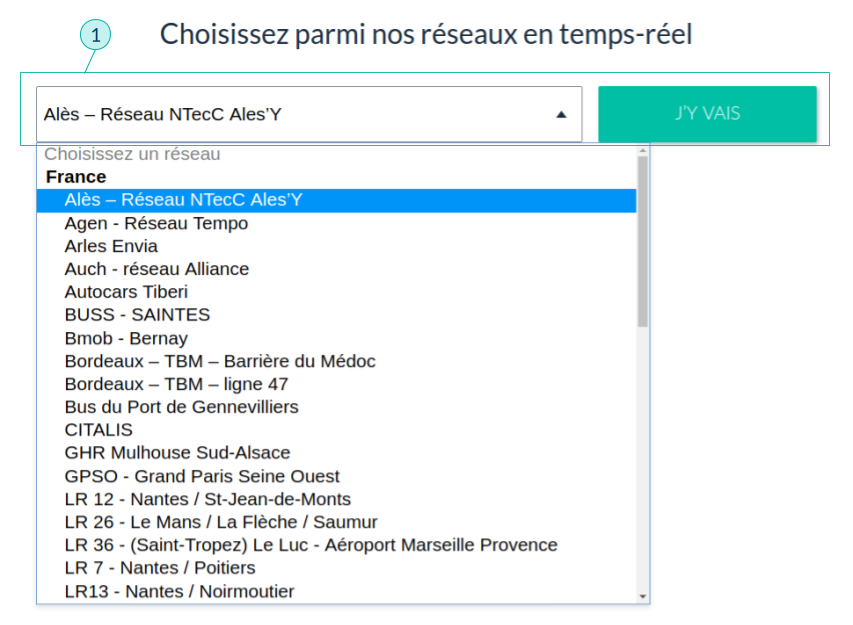 1
Choisissez parmi nos réseaux en temps-réel
Alès – Réseau NTecC Ales'Y
J'Y VAIS
Choisissez un réseau
France
Alès – Réseau NTecC Ales'Y
Agen - Réseau Tempo
Arles Envia
Auch - réseau Alliance
Autocars Tiberi
BUSS - SAINTES
Bmob - Bernay
Bordeaux – TBM – Barrière du Médoc
Bordeaux – TBM – ligne 47
Bus du Port de Gennevilliers
CITALIS
GHR Mulhouse Sud-Alsace
GPSO - Grand Paris Seine Ouest
LR 12 - Nantes / St-Jean-de-Monts
LR 26 - Le Mans / La Flèche / Saumur
LR 36 - (Saint-Tropez) Le Luc - Aéroport Marseille Provence
LR 7 - Nantes / Poitiers
LR13 - Nantes / Noirmoutier